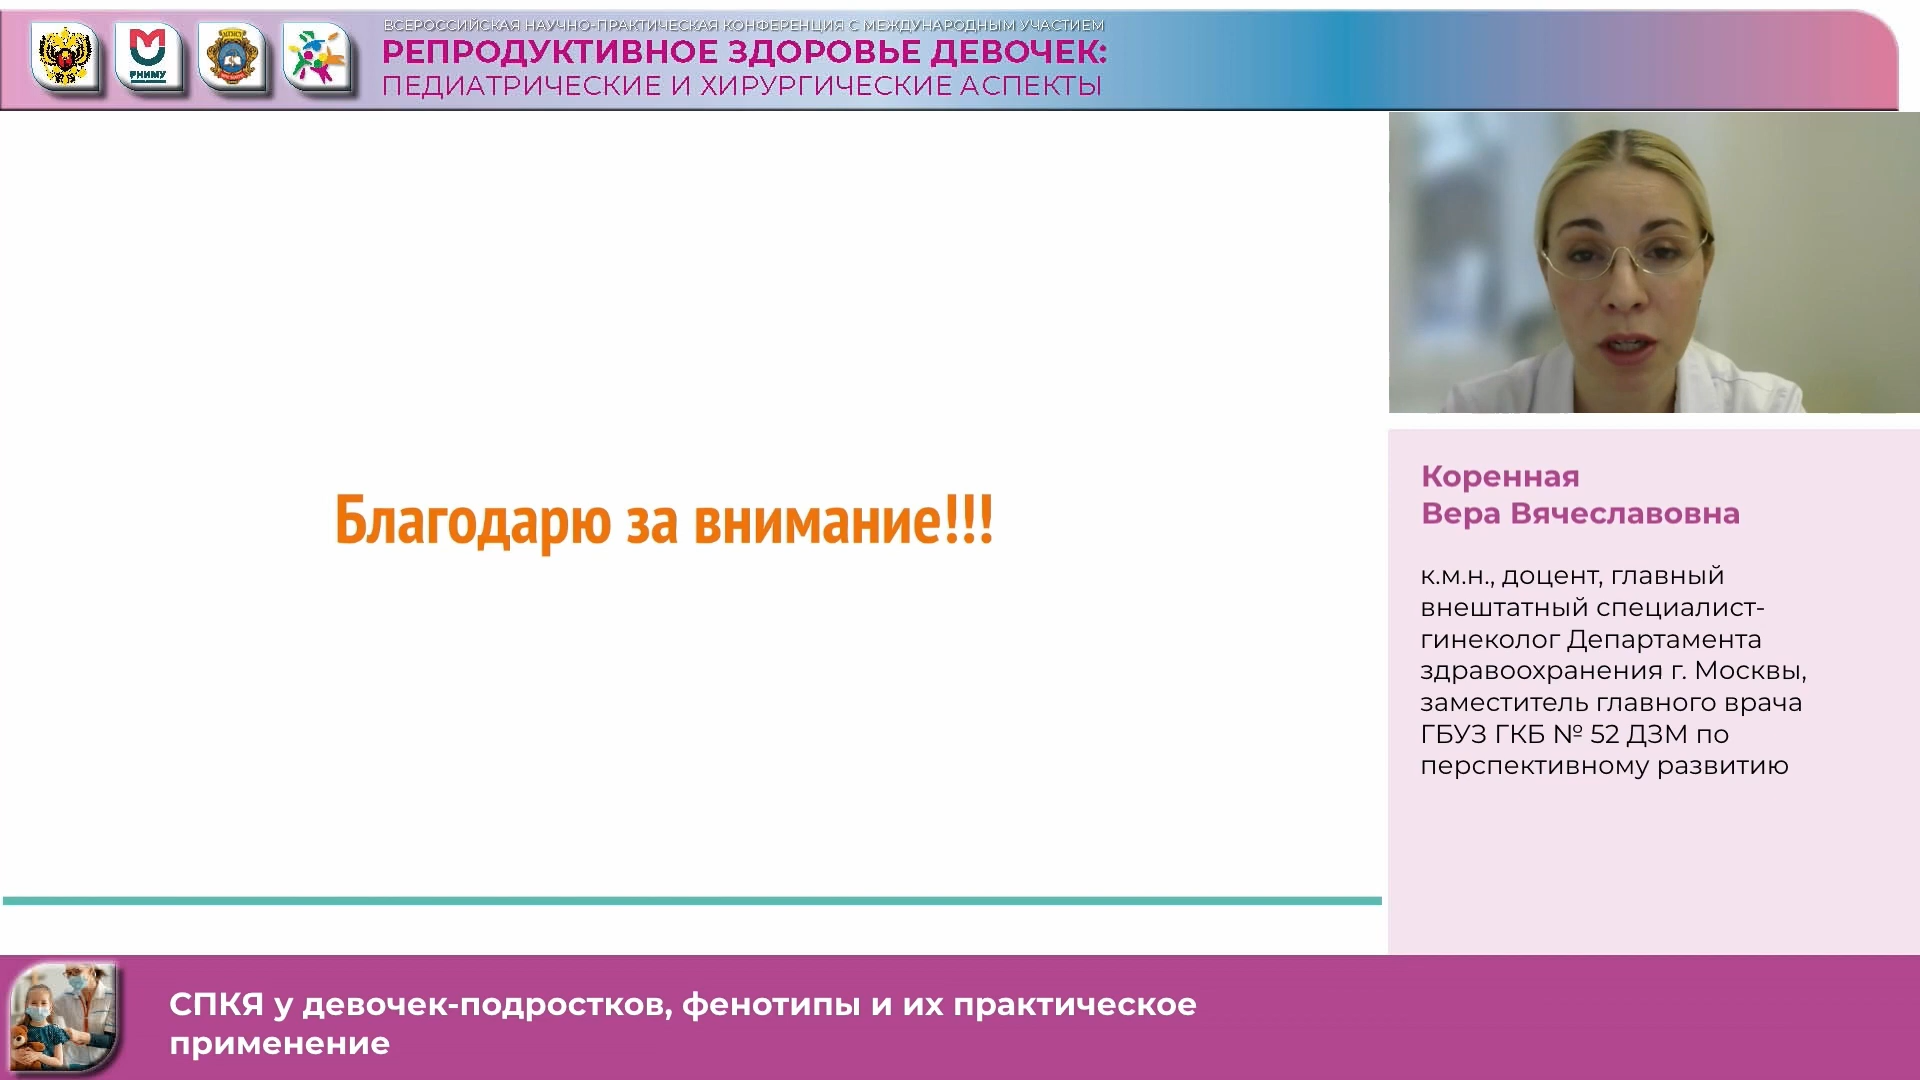 ВСЕРОССИЙСКАЯ НАУЧНО-ПРАКТИЧЕСКАЯ КОНФЕРЕНЦИЯ С МЕЖДУНАРОДНЫМ УЧАСТИЕМ
РЕПРОДУКТИВНОЕ ЗДОРОВЬЕ ДЕВОЧЕК:
ПЕДИАТРИЧЕСКИЕ И ХИРУРГИЧЕСКИЕ АСПЕКТЫ
РНИМУ
Благодарю за внимание!!!
Коренная
Вера Вячеславовна
к.м.н., доцент, главный
внештатный специалист-
гинеколог Департамента
здравоохранения г. Москвы,
заместитель главного врача
ГБУЗ ГКБ № 52 ДЗМ по
перспективному развитию
СПКЯ у девочек-подростков, фенотипы и их практическое
применение